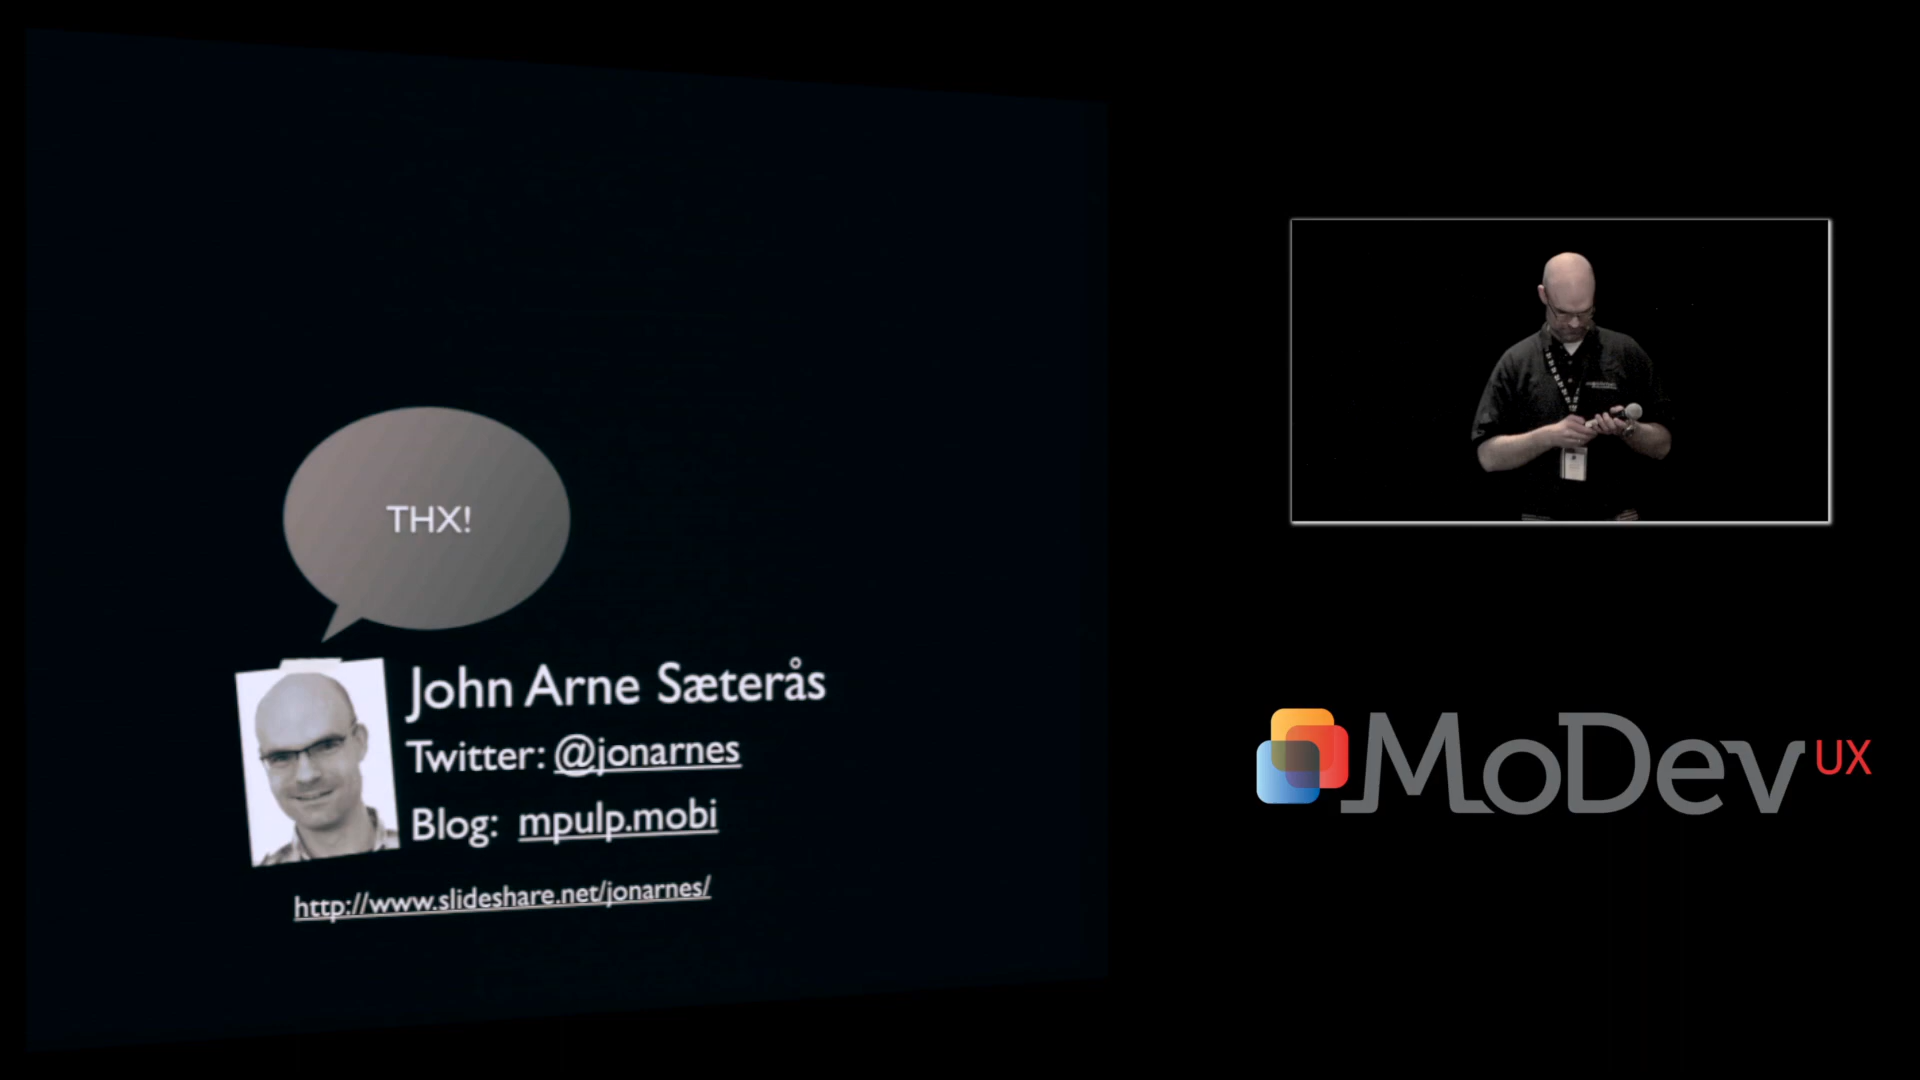 THX!
John Arne Sæterås
Twitter: @jonarnes
Blog: mpulp.mobi
http://www.slideshare.net/jonarnes/
MoDev UX